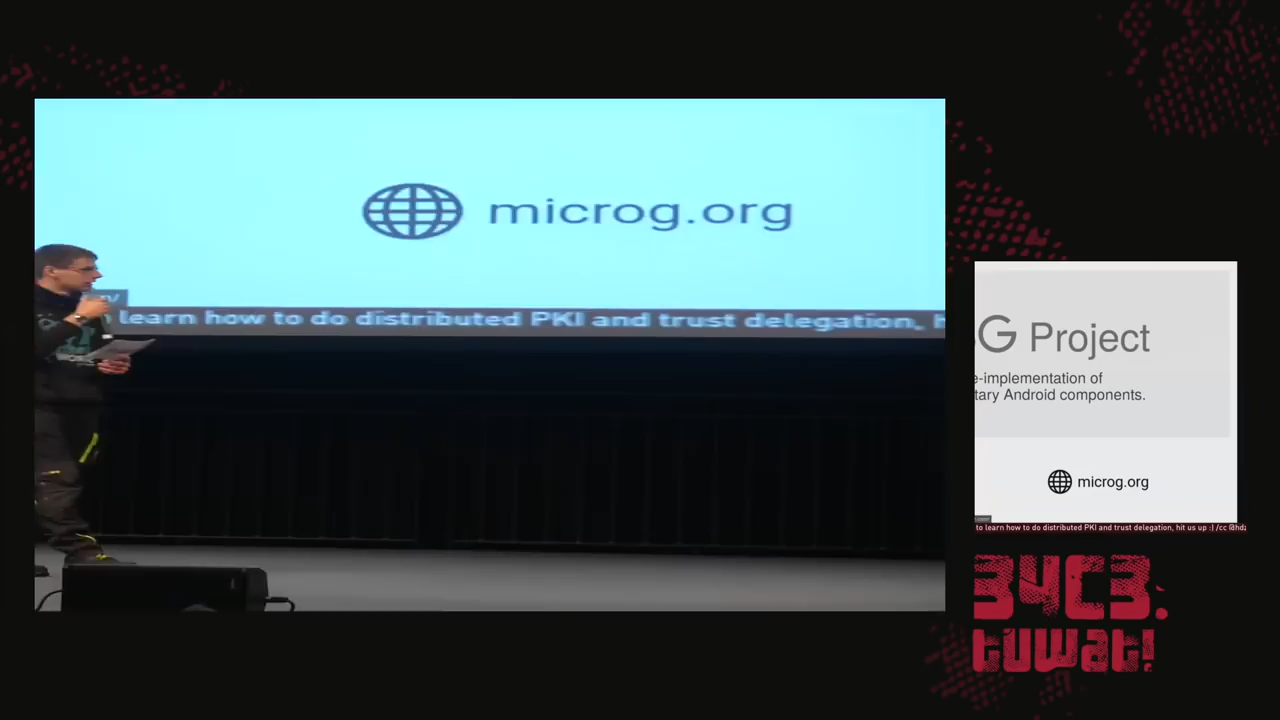 microg.org
learn how to do distributed PKI and trust delegation,
G Project
e-implementation of
tary Android components.
microg.org
to learn how to do distributed PKI and trust delegation, hit us up :) /cc @hdz
34C3.
tuwat!